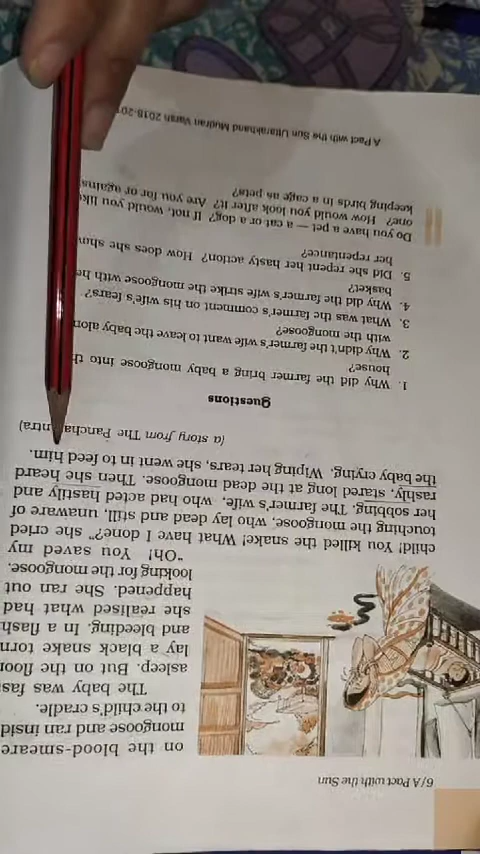 6/A Pact with the Sun
on the blood-smeare
mongoose and ran insid
to the child's cradle.
The baby was fas
asleep. But on the floor
lay a black snake torn
and bleeding. In a flash
she realised what had
happened. She ran out
looking for the mongoose.
"Oh! You saved my
child! You killed the snake! What have I done?" she cried
touching the mongoose, who lay dead and still, unaware of
her sobbing. The farmer's wife, who had acted hastily and
rashly, stared long at the dead mongoose. Then she heard
the baby crying. Wiping her tears, she went in to feed him.
(a story from The Pancha ntra)
Questions
1. Why did the farmer bring a baby mongoose into th
house?
2. Why didn't the farmer's wife want to leave the baby alon
with the mongoose?
3. What was the farmer's comment on his wife's fears?
4. Why did the farmer's wife strike the mongoose with he
basket?
5. Did she repent her hasty action? How does she show
her repentance?
Do you have a pet — a cat or a dog? If not, would you like
one? How would you look after it? Are you for or agains
keeping birds in a cage as pets?
A Pact with the Sun Uttarakhand Mudran Varsh 2018-20